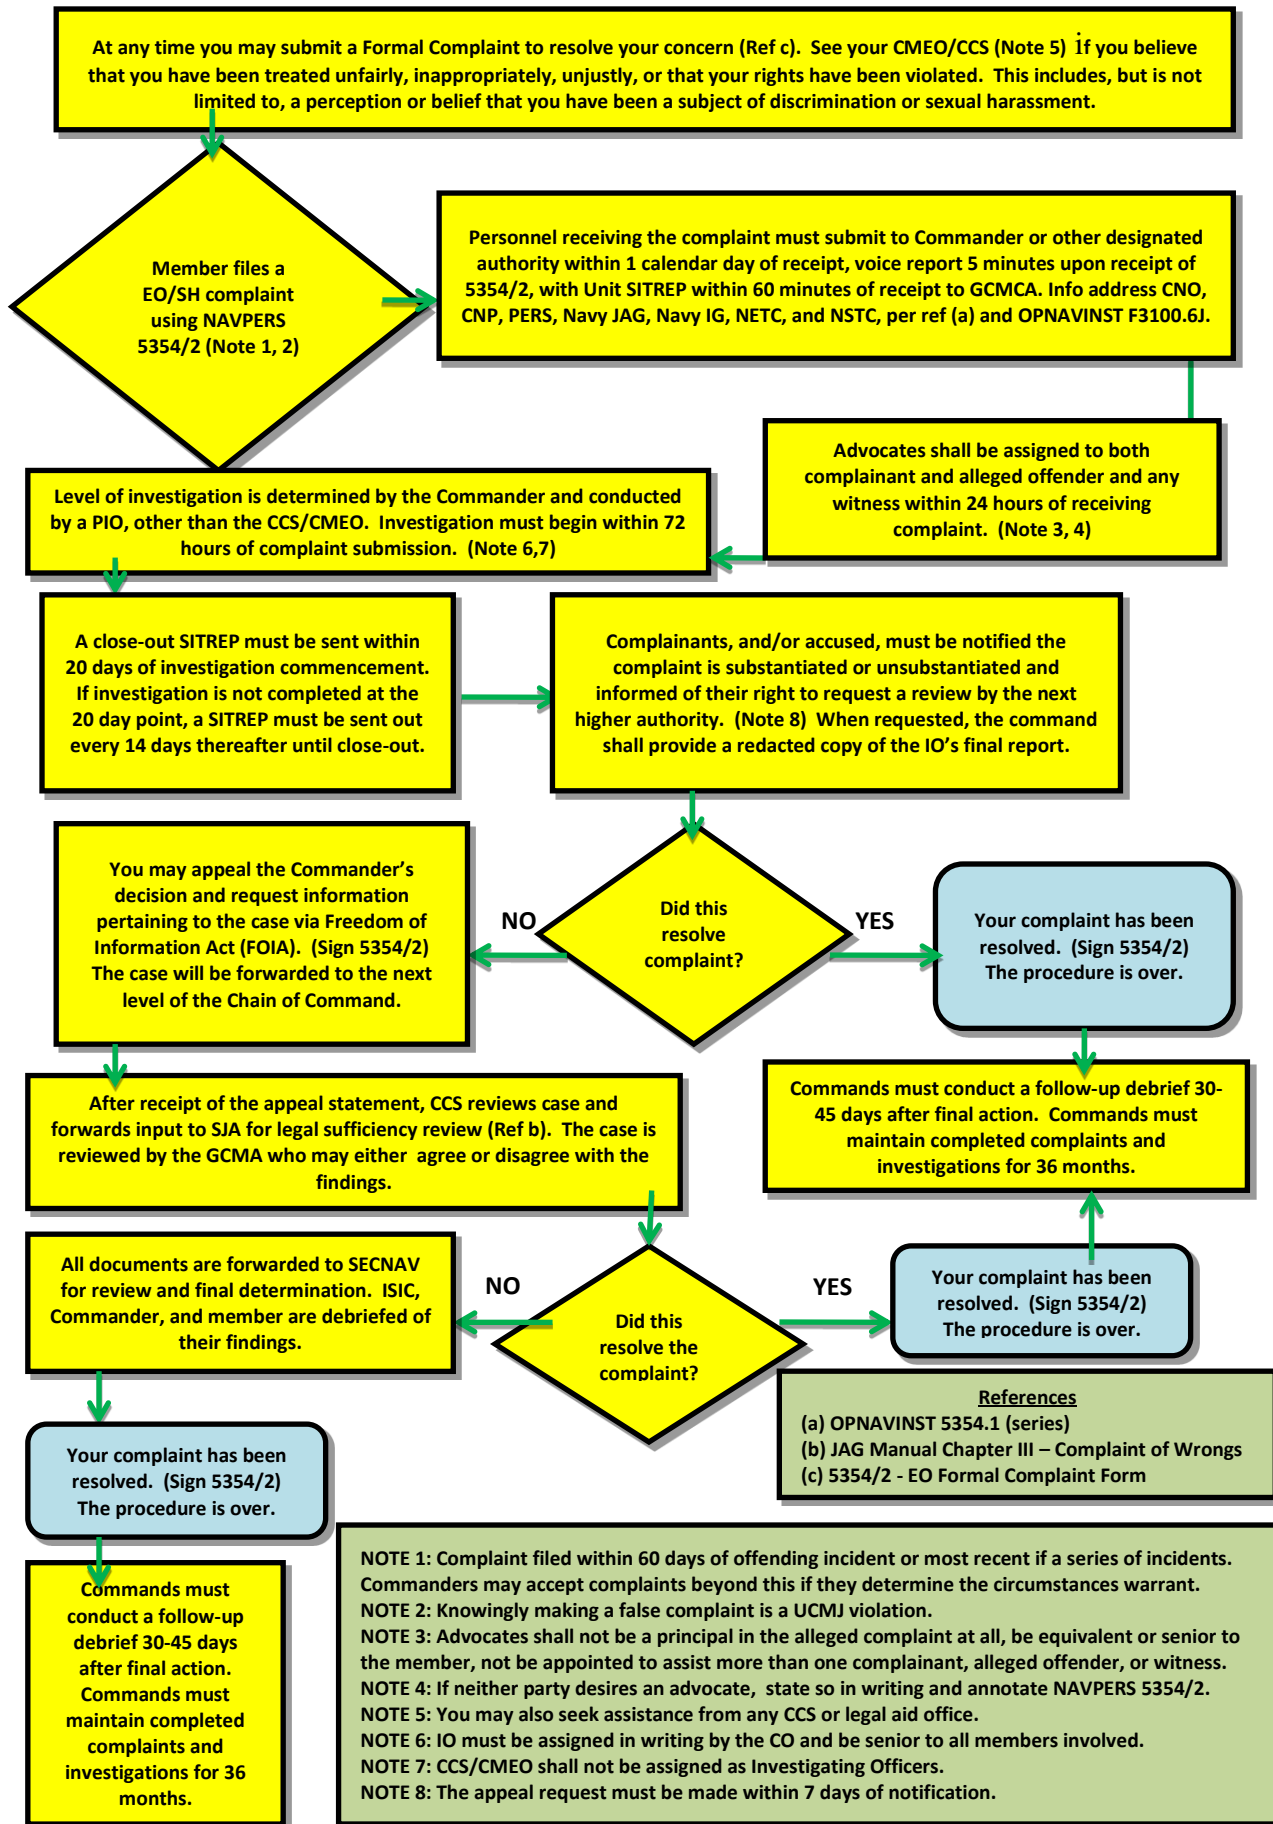 At any time you may submit a Formal Complaint to resolve your concern (Ref c).  See your CMEO/CCS (Note 5) if you believe
that you have been treated unfairly, inappropriately, unjustly, or that your rights have been violated.  This includes, but is not
limited to, a perception or belief that you have been a subject of discrimination or sexual harassment.
Member files a
EO/SH complaint
using NAVPERS
5354/2 (Note 1, 2)
Personnel receiving the complaint must submit to Commander or other designated
authority within 1 calendar day of receipt, voice report 5 minutes upon receipt of
5354/2, with Unit SITREP within 60 minutes of receipt to GCMCA. Info address CNO,
CNP, PERS, Navy JAG, Navy IG, NETC, and NSTC, per ref (a) and OPNAVINST F3100.6J.
Advocates shall be assigned to both
complainant and alleged offender and any
witness within 24 hours of receiving
complaint.  (Note 3, 4)
Level of investigation is determined by the Commander and conducted
by a PIO, other than the CCS/CMEO.  Investigation must begin within 72
hours of complaint submission.  (Note 6,7)
A close-out SITREP must be sent within
20 days of investigation commencement.
If investigation is not completed at the
20 day point, a SITREP must be sent out
every 14 days thereafter until close-out.
Complainants, and/or accused, must be notified the
complaint is substantiated or unsubstantiated and
informed of their right to request a review by the next
higher authority.  (Note 8)  When requested, the command
shall provide a redacted copy of the IO’s final report.
You may appeal the Commander’s
decision and request information
pertaining to the case via Freedom of
Information Act (FOIA).  (Sign 5354/2)
The case will be forwarded to the next
level of the Chain of Command.
NO
Did this
resolve
complaint?
YES
Your complaint has been
resolved.  (Sign 5354/2)
The procedure is over.
After receipt of the appeal statement, CCS reviews case and
forwards input to SJA for legal sufficiency review (Ref b).  The case is
reviewed by the GCMA who may either  agree or disagree with the
findings.
Commands must conduct a follow-up debrief 30-
45 days after final action.  Commands must
maintain completed complaints and
investigations for 36 months.
All documents are forwarded to SECNAV
for review and final determination.  ISIC,
Commander, and member are debriefed of
their findings.
NO
Did this
resolve the
complaint?
YES
Your complaint has been
resolved.  (Sign 5354/2)
The procedure is over.
References
(a) OPNAVINST 5354.1 (series)
(b) JAG Manual Chapter III – Complaint of Wrongs
(c) 5354/2 - EO Formal Complaint Form
Your complaint has been
resolved.  (Sign 5354/2)
The procedure is over.
Commands must
conduct a follow-up
debrief 30-45 days
after final action.
Commands must
maintain completed
complaints and
investigations for 36
months.
NOTE 1: Complaint filed within 60 days of offending incident or most recent if a series of incidents.
Commanders may accept complaints beyond this if they determine the circumstances warrant.
NOTE 2: Knowingly making a false complaint is a UCMJ violation.
NOTE 3: Advocates shall not be a principal in the alleged complaint at all, be equivalent or senior to
the member, not be appointed to assist more than one complainant, alleged offender, or witness.
NOTE 4: If neither party desires an advocate,  state so in writing and annotate NAVPERS 5354/2.
NOTE 5: You may also seek assistance from any CCS or legal aid office.
NOTE 6: IO must be assigned in writing by the CO and be senior to all members involved.
NOTE 7: CCS/CMEO shall not be assigned as Investigating Officers.
NOTE 8: The appeal request must be made within 7 days of notification.